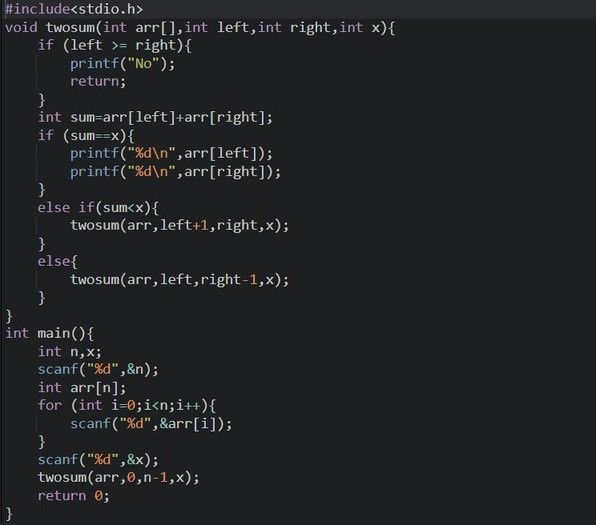 #include<stdio.h>
void twosum(int arr[],int left,int right,int x){
    if (left >= right){
        printf("No");
        return;
    }
    int sum=arr[left]+arr[right];
    if (sum==x){
        printf("%d\n",arr[left]);
        printf("%d\n",arr[right]);
    }
    else if(sum<x){
        twosum(arr,left+1,right,x);
    }
    else{
        twosum(arr,left,right-1,x);
    }
}
int main(){
    int n,x;
    scanf("%d",&n);
    int arr[n];
    for (int i=0;i<n;i++){
        scanf("%d",&arr[i]);
    }
    scanf("%d",&x);
    twosum(arr,0,n-1,x);
    return 0;
}